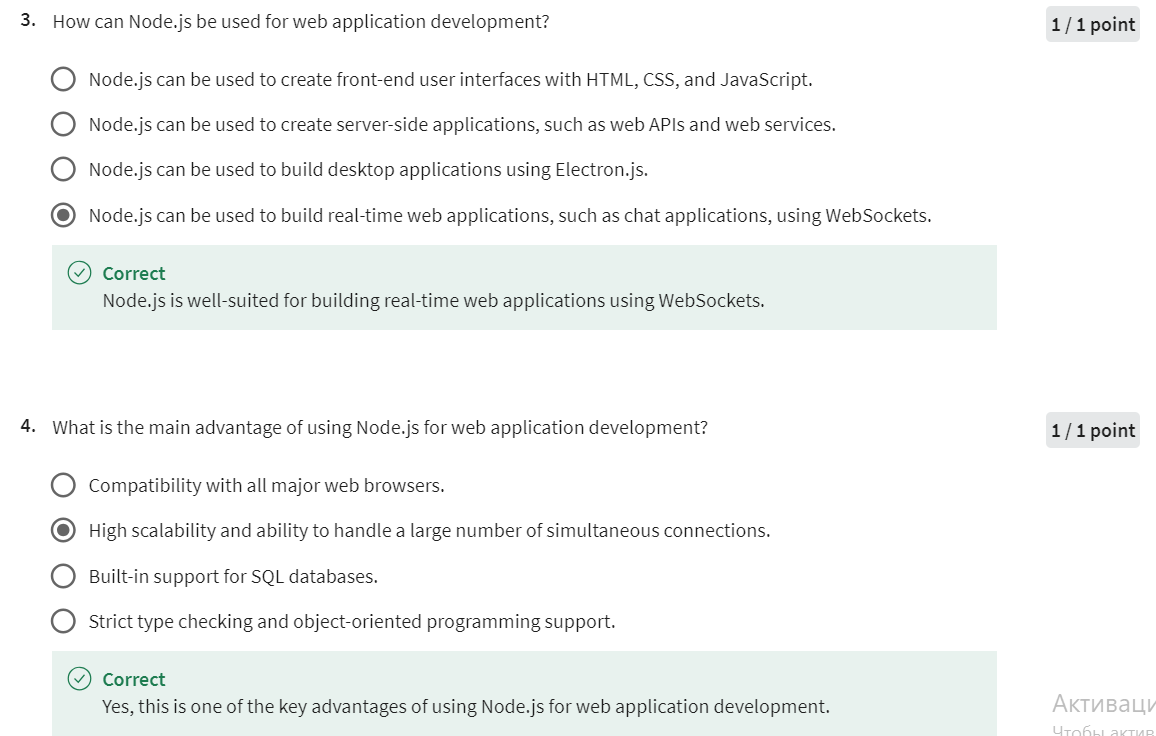 3. How can Node.js be used for web application development?
1 / 1 point
Node.js can be used to create front-end user interfaces with HTML, CSS, and JavaScript.
Node.js can be used to create server-side applications, such as web APIs and web services.
Node.js can be used to build desktop applications using Electron.js.
Node.js can be used to build real-time web applications, such as chat applications, using WebSockets.
Correct
Node.js is well-suited for building real-time web applications using WebSockets.
4. What is the main advantage of using Node.js for web application development?
1 / 1 point
Compatibility with all major web browsers.
High scalability and ability to handle a large number of simultaneous connections.
Built-in support for SQL databases.
Strict type checking and object-oriented programming support.
Correct
Yes, this is one of the key advantages of using Node.js for web application development.
Активаци
Чтобы актив